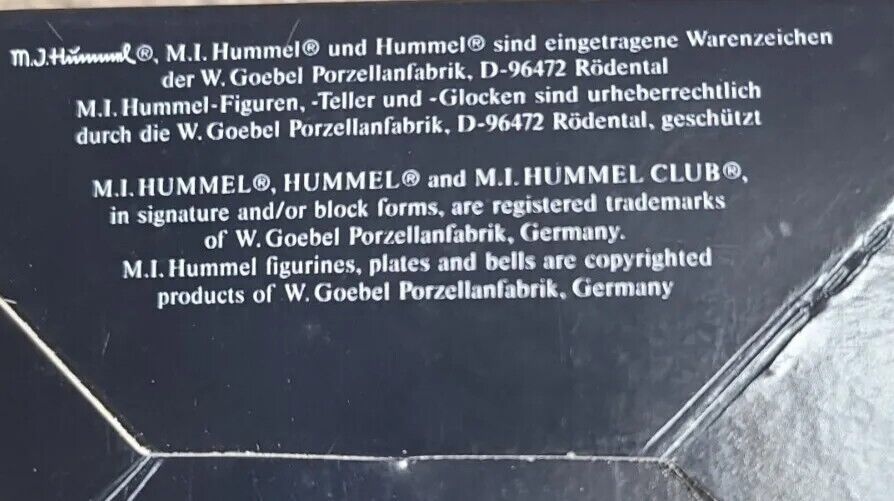 M.J.Hummel®, M.I. Hummel® und Hummel® sind eingetragene Warenzeichen
der W. Goebel Porzellanfabrik, D-96472 Rödental
M.I. Hummel-Figuren, -Teller und -Glocken sind urheberrechtlich
durch die W. Goebel Porzellanfabrik, D-96472 Rödental, geschützt
M.I. HUMMEL®, HUMMEL® and M.I. HUMMEL CLUB®,
in signature and/or block forms, are registered trademarks
of W. Goebel Porzellanfabrik, Germany.
M.I. Hummel figurines, plates and bells are copyrighted
products of W. Goebel Porzellanfabrik, Germany